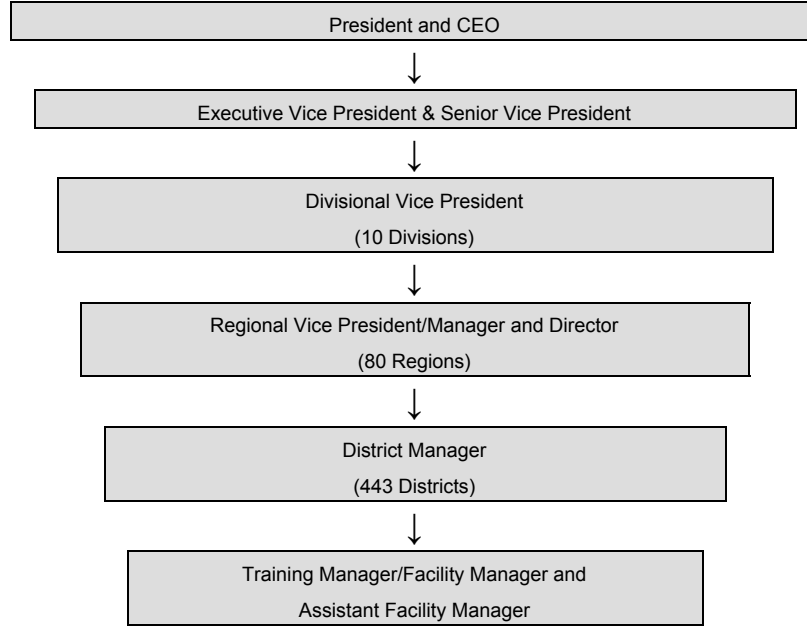 President and CEO
Executive Vice President & Senior Vice President
Divisional Vice President
(10 Divisions)
Regional Vice President/Manager and Director
(80 Regions)
District Manager
(443 Districts)
Training Manager/Facility Manager and
Assistant Facility Manager